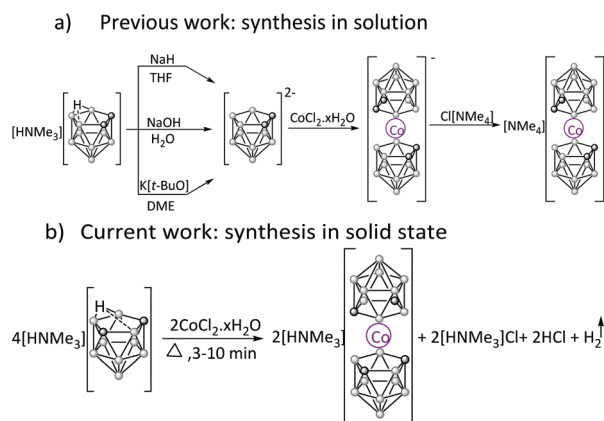 a) Previous work: synthesis in solution
NaH
THF
[HNMe₃]
H
NaOH
H₂O
K[t-BuO]
DME
2-
CoCl₂.xH₂O
-
Co
Cl[NMe₄]
[NMe₄]
Co
-
b) Current work: synthesis in solid state
4[HNMe₃]
H
2CoCl₂.xH₂O
△ ,3-10 min
2[HNMe₃]
Co
+ 2[HNMe₃]Cl+ 2HCl + H₂↑